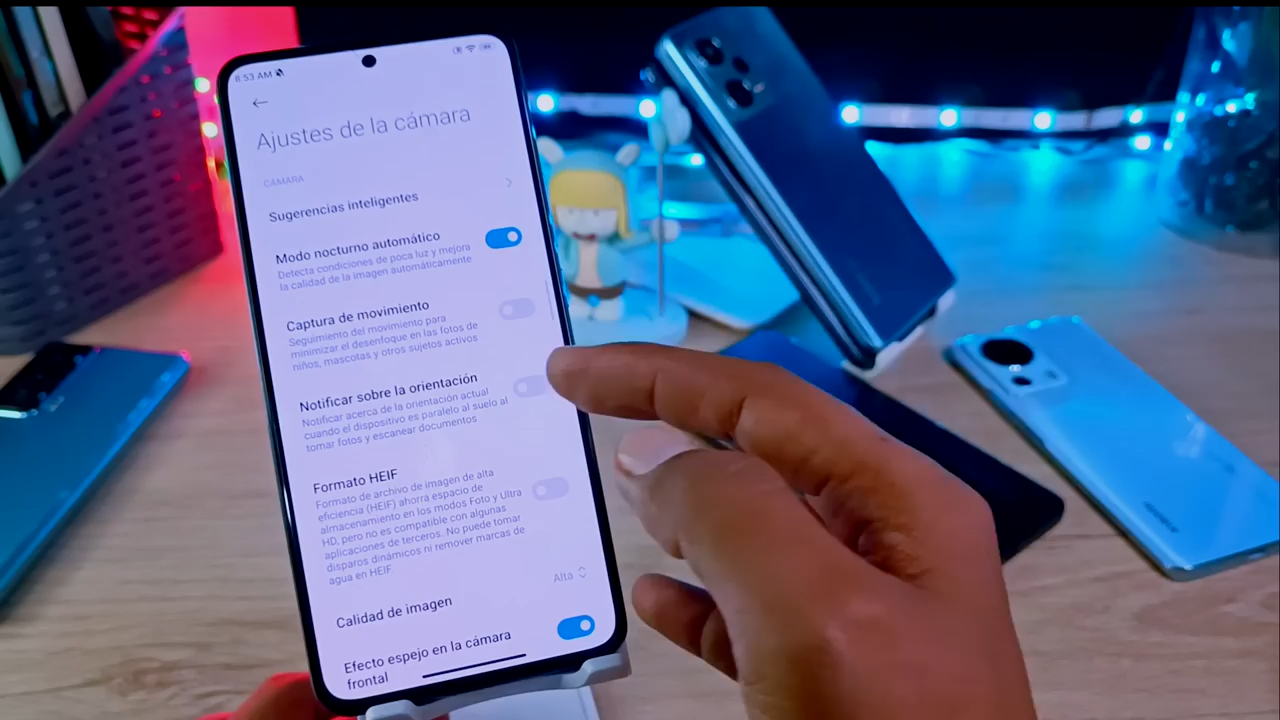 8:53 AM
Ajustes de la cámara
CÁMARA
Sugerencias inteligentes
Modo nocturno automático
Detecta condiciones de poca luz y mejora
la calidad de la imagen automáticamente
Captura de movimiento
Seguimiento del movimiento para
minimizar el desenfoque en las fotos de
niños, mascotas y otros sujetos activos
Notificar sobre la orientación
Notificar acerca de la orientación actual
cuando el dispositivo es paralelo al suelo al
tomar fotos y escanear documentos
Formato HEIF
Formato de archivo de imagen de alta
eficiencia (HEIF) ahorra espacio de
almacenamiento en los modos Foto y Ultra
HD, pero no es compatible con algunas
aplicaciones de terceros. No puede tomar
disparos dinámicos ni remover marcas de
agua en HEIF.
Calidad de imagen
Alta
Efecto espejo en la cámara
frontal